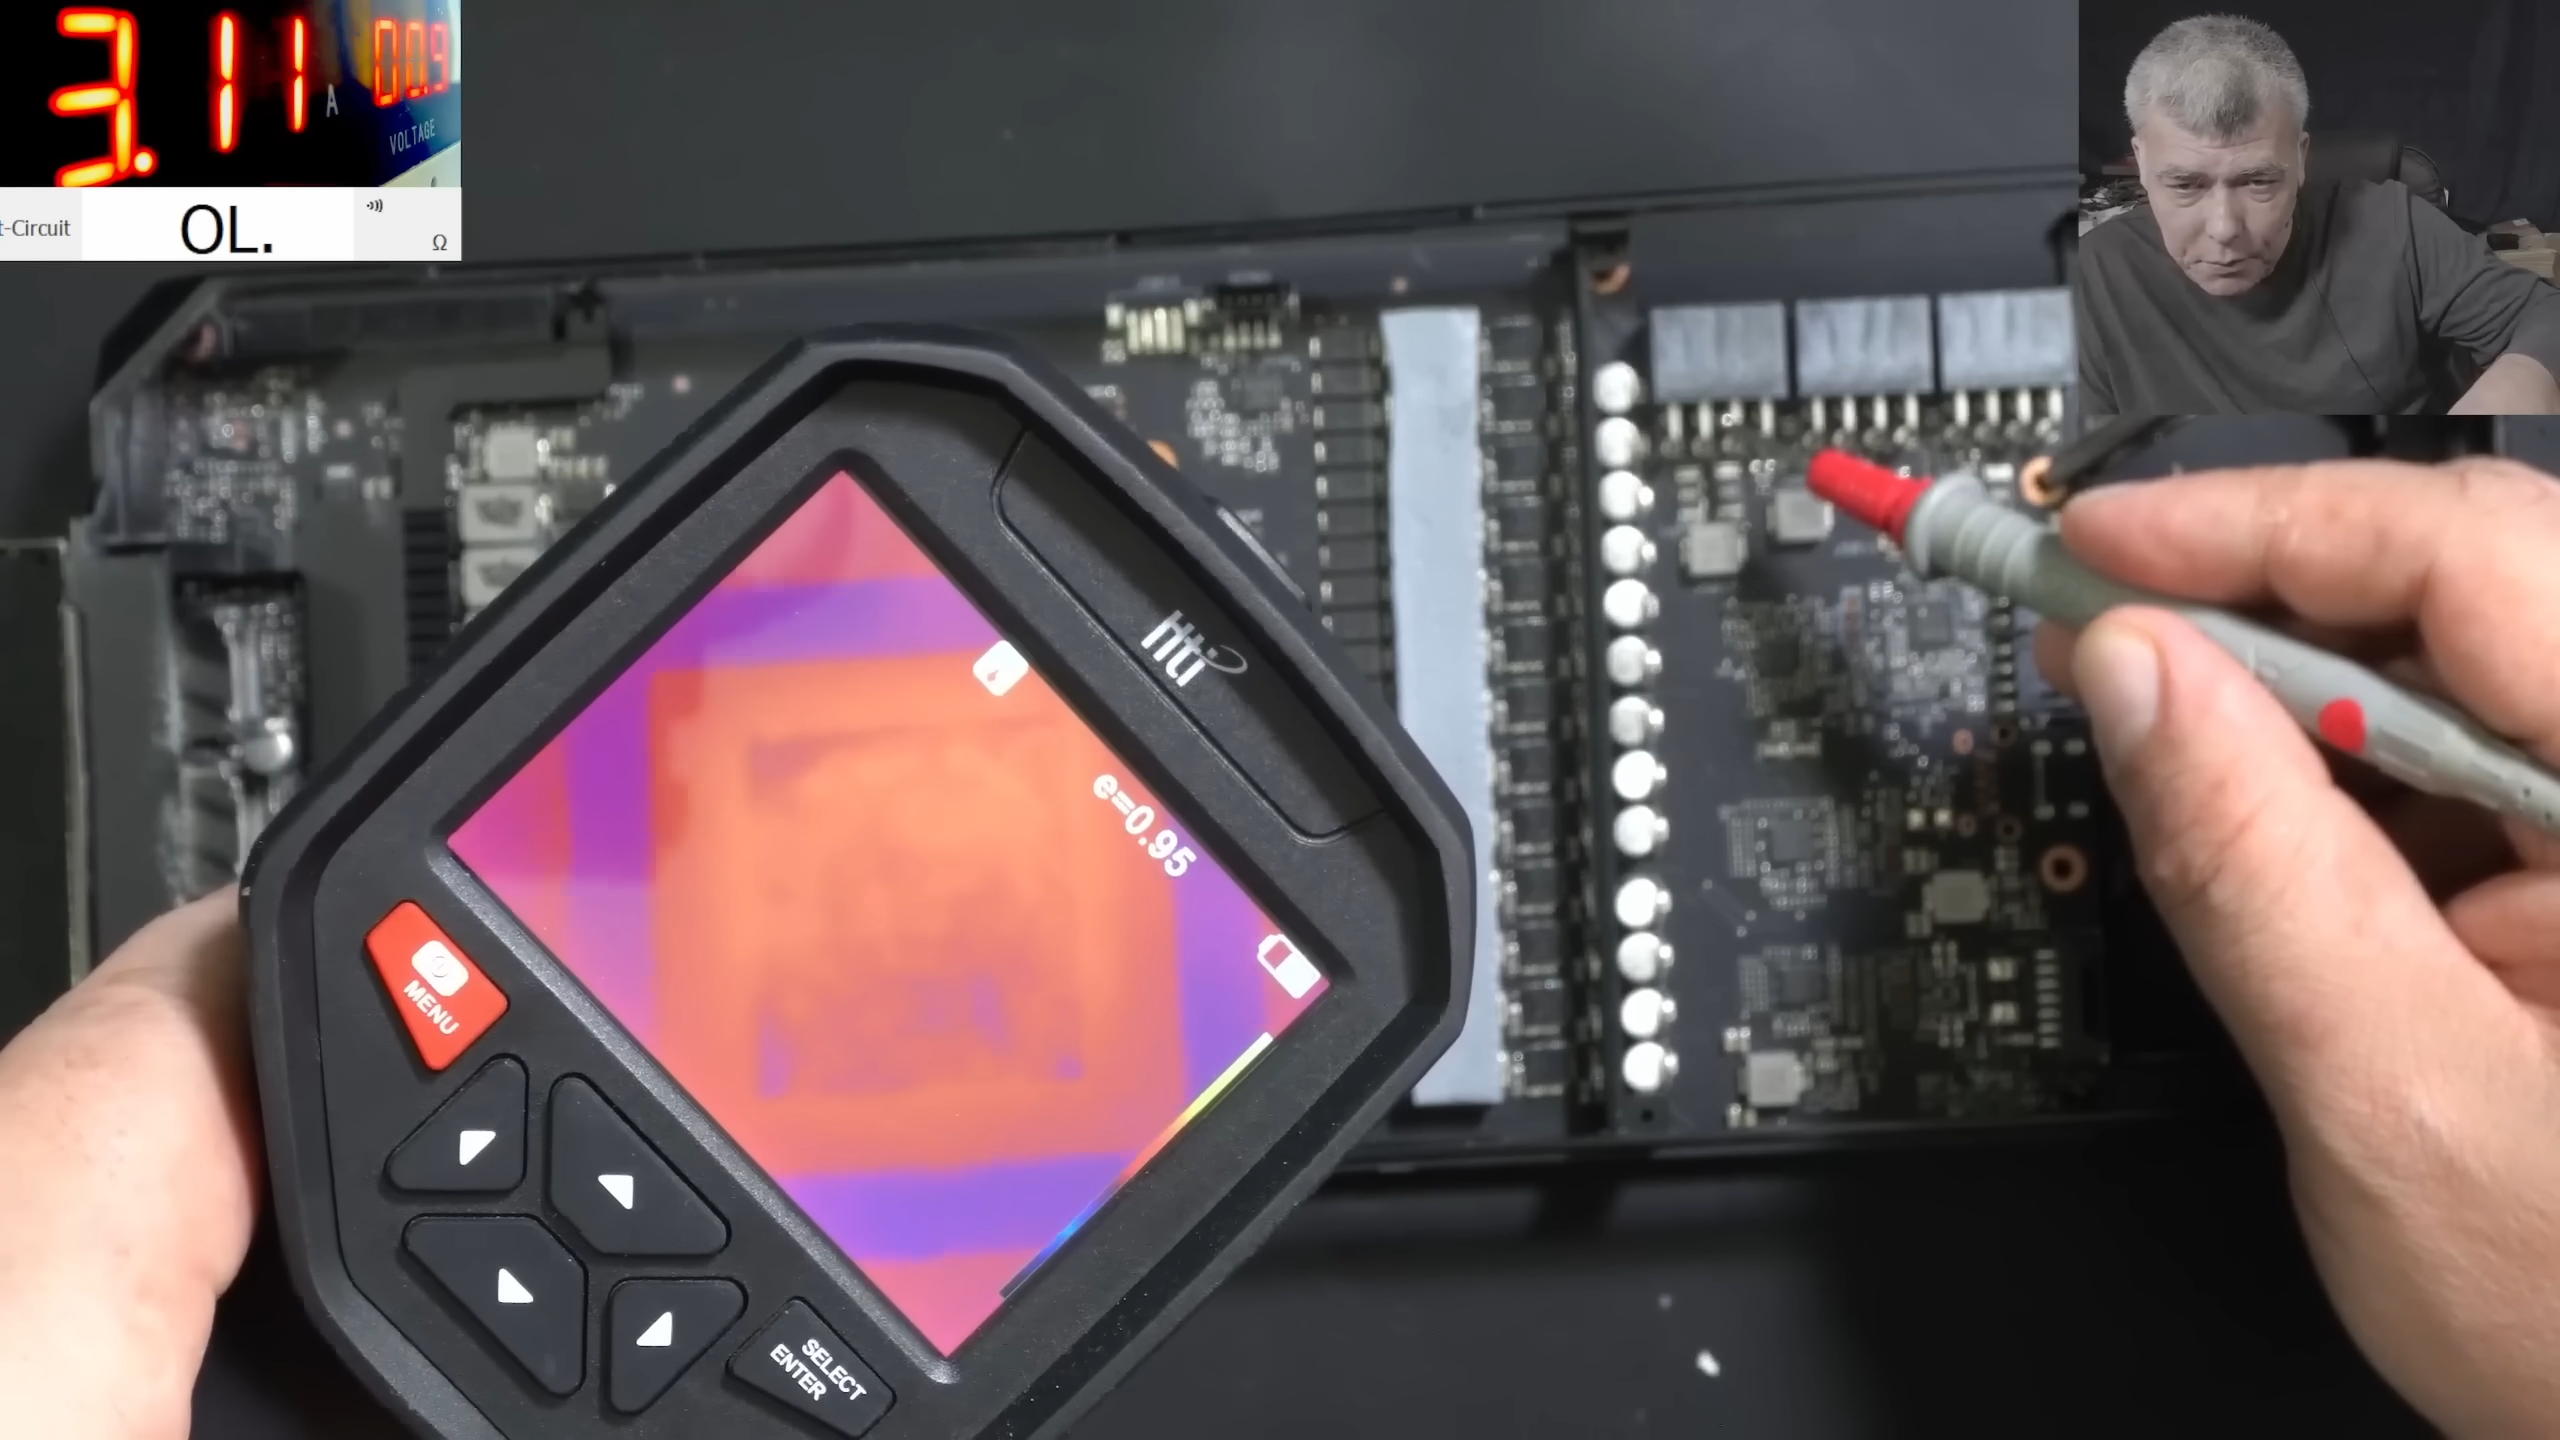 3.11 A 00.9
VOLTAGE
t-Circuit OL. Ω
Hti
e=0.95
MENU
SELECT
ENTER